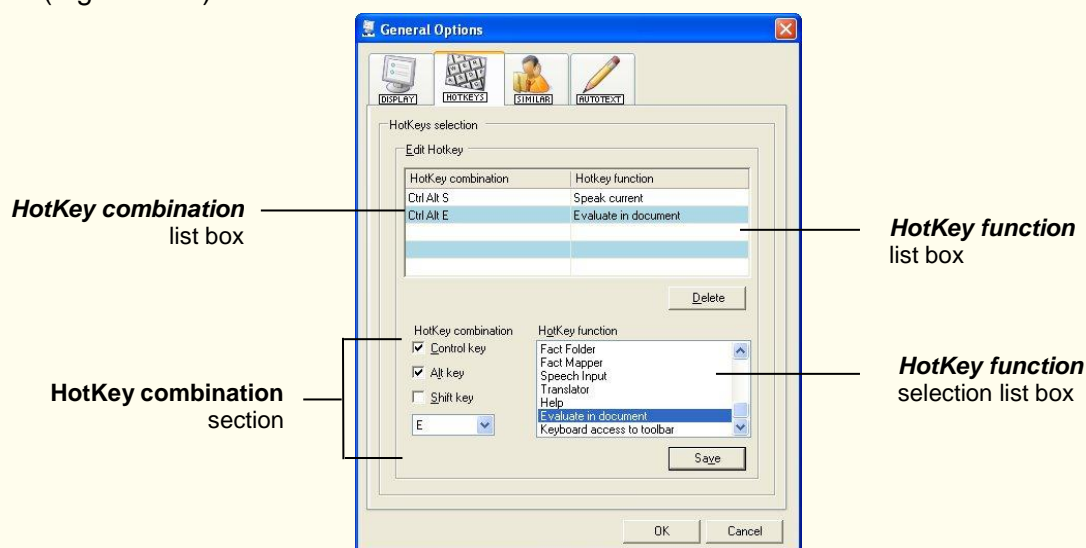 General Options
DISPLAY
HOTKEYS
SIMILAR
AUTOTEXT
HotKeys selection
Edit Hotkey
HotKey combination Hotkey function
Ctrl Alt S Speak current
Ctrl Alt E Evaluate in document
HotKey combination
list box
HotKey function
list box
Delete
HotKey combination
Control key
Alt key
Shift key
E
HotKey function
Fact Folder
Fact Mapper
Speech Input
Translator
Help
Evaluate in document
Keyboard access to toolbar
HotKey combination
section
HotKey function
selection list box
Save
OK Cancel